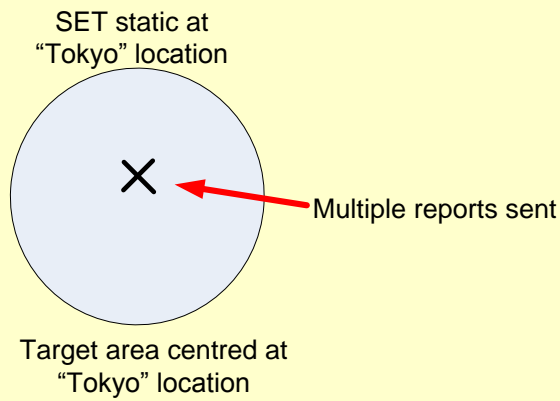 SET static at
“Tokyo” location
Multiple reports sent
Target area centred at
“Tokyo” location